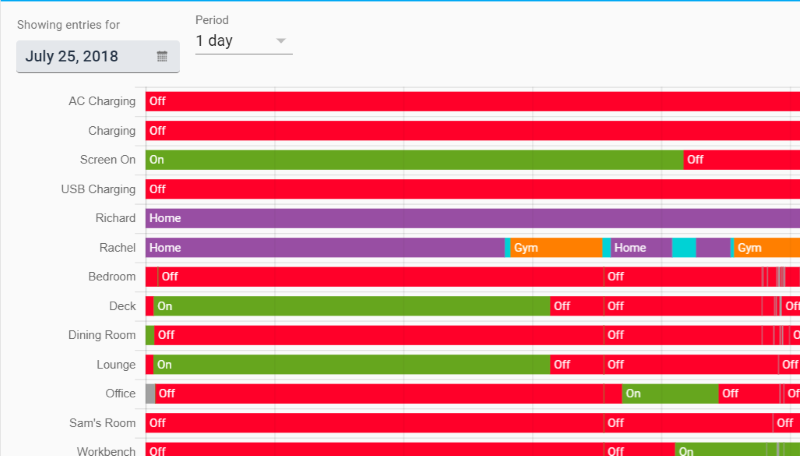 Showing entries for
Period
July 25, 2018
1 day
AC Charging Off
Charging Off
Screen On On Off
USB Charging Off
Richard Home
Rachel Home Gym Home Gym
Bedroom Off Off
Deck On Off Off Off
Dining Room Off Off
Lounge On Off Off Off
Office Off On Off
Sam's Room Off Off Off
Workbench Off Off On